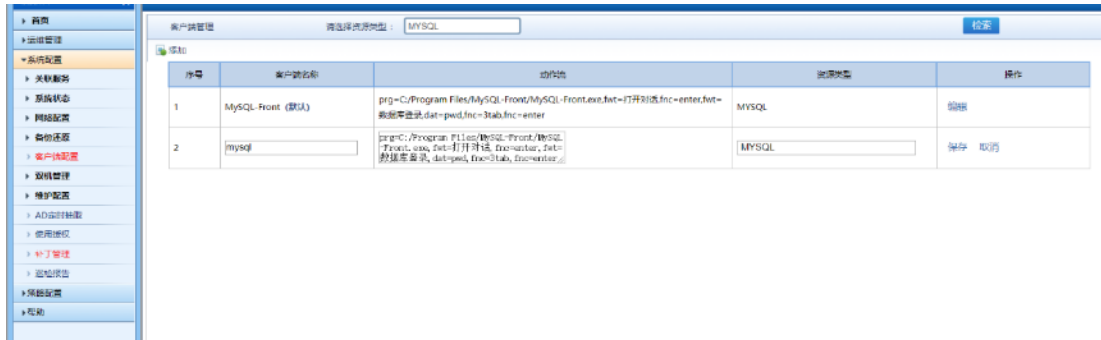 首页
运维管理
系统配置
关联服务
系统状态
网络配置
备份还原
客户端配置
双机管理
维护配置
AD定时抽取
使用授权
补丁管理
巡检报告
策略配置
帮助
客户端管理 请选择资源类型： MYSQL 检索
添加
序号 客户端名称 动作流 资源类型 操作
1 MySQL-Front (默认) prg=C:/Program Files/MySQL-Front/MySQL-Front.exe,fwt=打开对话,fnc=enter,fwt= MYSQL 编辑
数据库登录,dat=pwd,fnc=3tab,fnc=enter
2 mysql prg=C:/Program Files/MySQL MYSQL 保存 取消
-Front/MySQL-Front.exe,fwt=打开对话,fnc=enter,fwt=
数据库登录,dat=pwd,fnc=3tab,fnc=enter